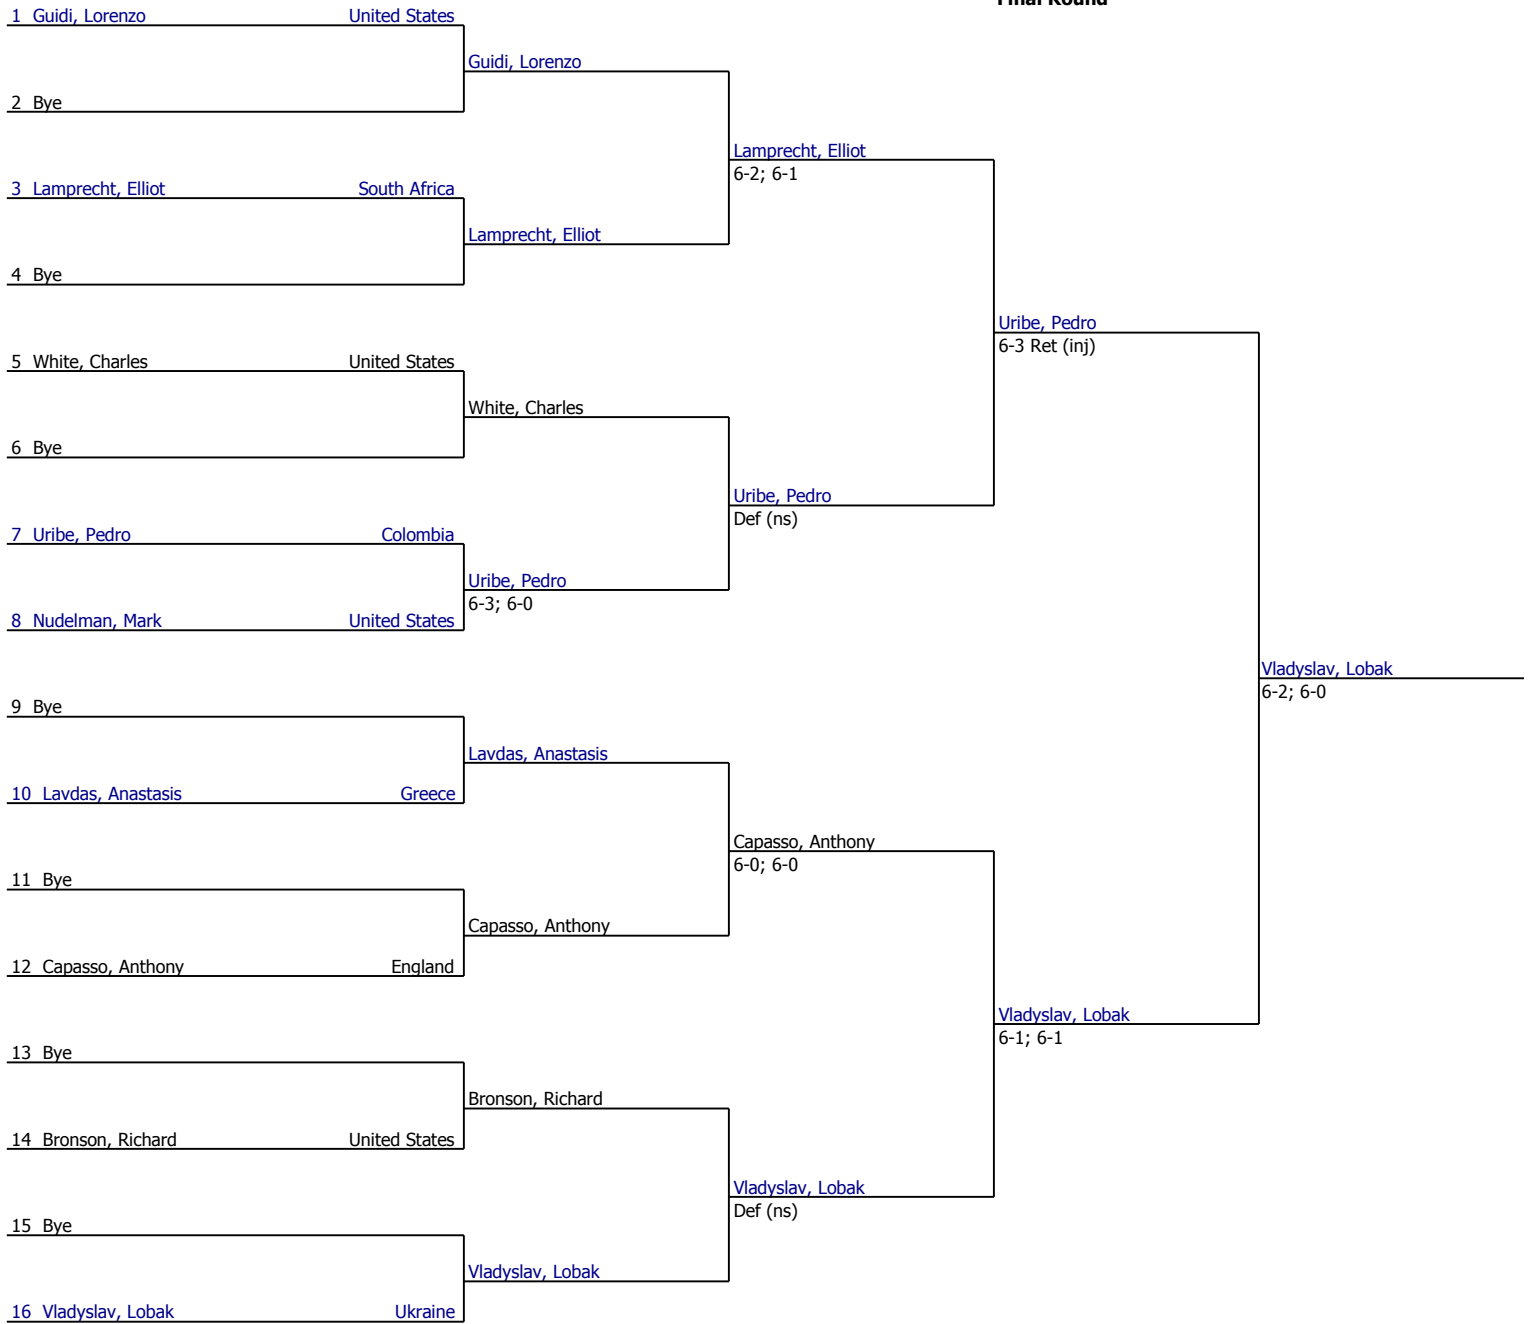 Final Round
1 Guidi, Lorenzo United States
Guidi, Lorenzo
2 Bye
Lamprecht, Elliot
6-2; 6-1
3 Lamprecht, Elliot South Africa
Lamprecht, Elliot
4 Bye
Uribe, Pedro
6-3 Ret (inj)
5 White, Charles United States
White, Charles
6 Bye
Uribe, Pedro
Def (ns)
7 Uribe, Pedro Colombia
Uribe, Pedro
6-3; 6-0
8 Nudelman, Mark United States
Vladyslav, Lobak
6-2; 6-0
9 Bye
Lavdas, Anastasis
10 Lavdas, Anastasis Greece
Capasso, Anthony
6-0; 6-0
11 Bye
Capasso, Anthony
12 Capasso, Anthony England
Vladyslav, Lobak
6-1; 6-1
13 Bye
Bronson, Richard
14 Bronson, Richard United States
Vladyslav, Lobak
Def (ns)
15 Bye
Vladyslav, Lobak
16 Vladyslav, Lobak Ukraine